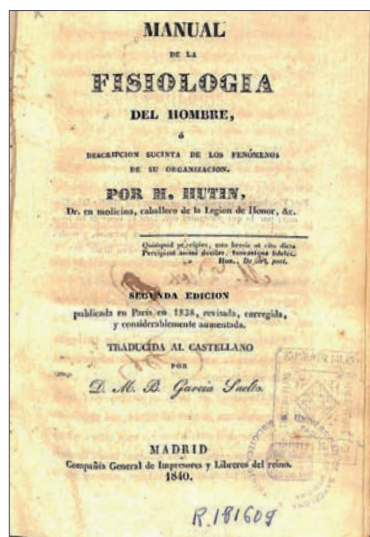 MANUAL
DE LA
FISIOLOGIA
DEL HOMBRE,
ó
DESCRIPCION SUCINTA DE LOS FENÓMENOS
DE SU ORGANIZACION.
POR M. HUTIN,
Dr. en medicina, caballero de la Legion de Honor, &c.
Quidquid præcipies, esto brevis ut cito dicta
Percipiant animi dociles, teneantque fideles.
Hor., De art. poet.
SEGUNDA EDICION
publicada en Paris en 1838, revisada, corregida,
y considerablemente aumentada.
TRADUCIDA AL CASTELLANO
POR
D. M. B. Garcia Suelto.
MADRID
Compañía General de Impresores y Libreros del reino.
1840.
R.181609